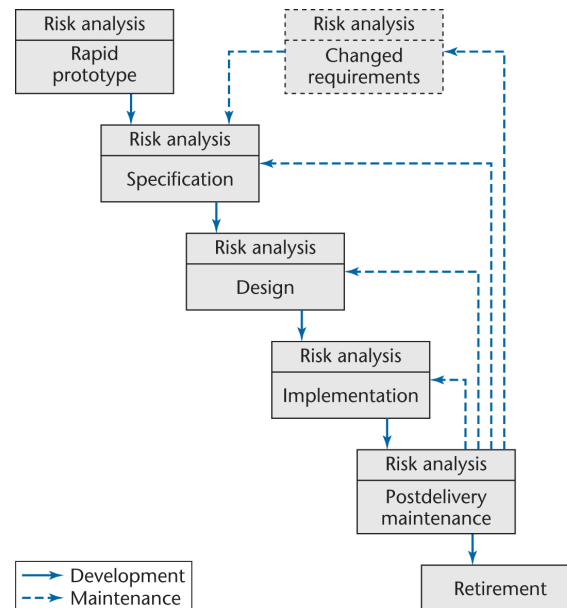 Risk analysis
Rapid
prototype
Risk analysis
Changed
requirements
Risk analysis
Specification
Risk analysis
Design
Risk analysis
Implementation
Risk analysis
Postdelivery
maintenance
Retirement
Development
Maintenance